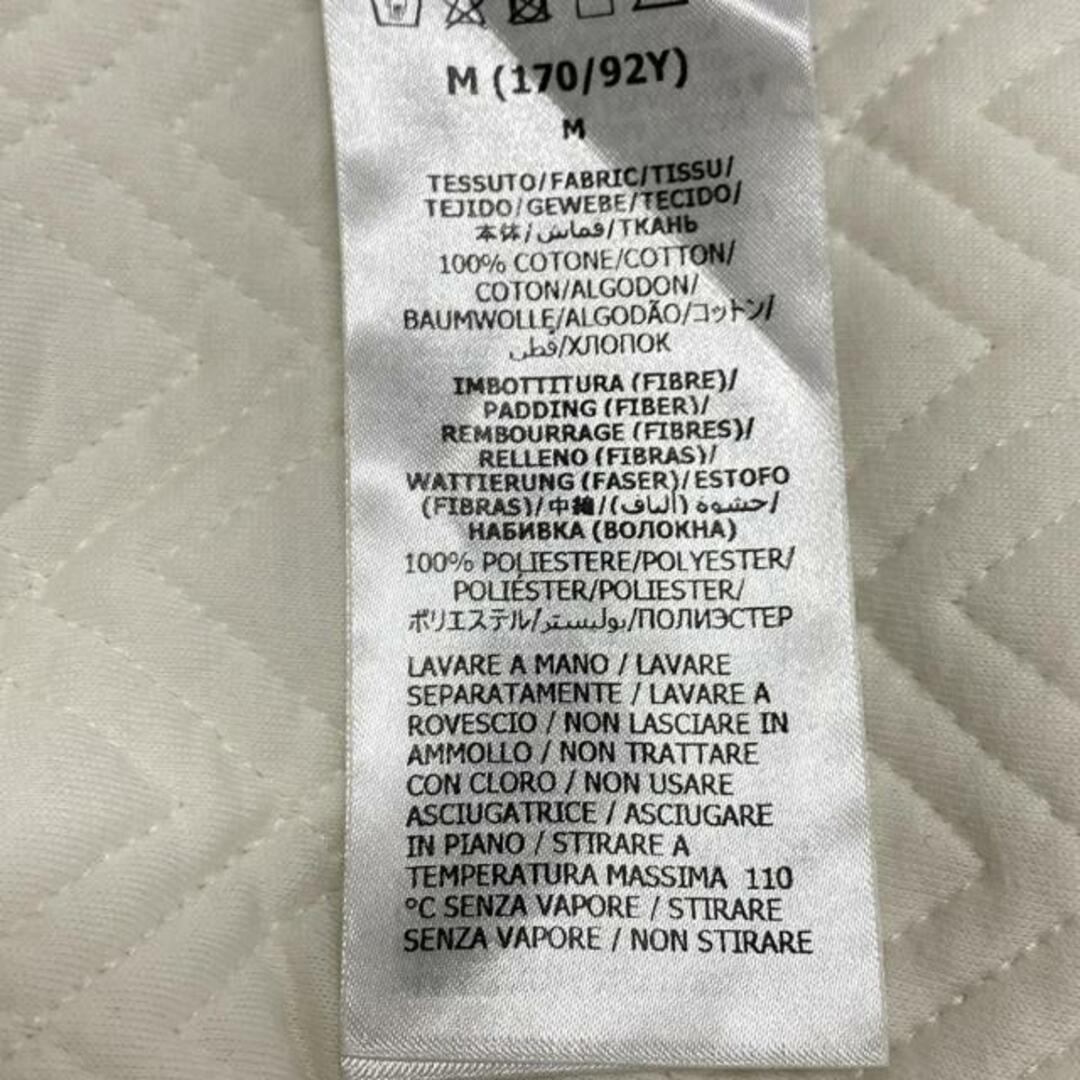 M (170/92Y)
M
TESSUTO/FABRIC/TISSU/
TEJIDO/GEWEBE/TECIDO/
本体/قماش/ТКАНЬ
100% COTONE/COTTON/
COTON/ALGODON/
BAUMWOLLE/ALGODÃO/コットン/
قطن/ХЛОПОК
IMBOTTITURA (FIBRE)/
PADDING (FIBER)/
REMBOURRAGE (FIBRES)/
RELLENO (FIBRAS)/
WATTIERUNG (FASER)/ESTOFO
(FIBRAS)/中綿/حشوة (ألياف)/
НАБИВКА (ВОЛОКНА)
100% POLIESTERE/POLYESTER/
POLIÉSTER/POLIESTER/
ポリエステル/بوليستر/ПОЛИЭСТЕР
LAVARE A MANO / LAVARE
SEPARATAMENTE / LAVARE A
ROVESCIO / NON LASCIARE IN
AMMOLLO / NON TRATTARE
CON CLORO / NON USARE
ASCIUGATRICE / ASCIUGARE
IN PIANO / STIRARE A
TEMPERATURA MASSIMA 110
°C SENZA VAPORE / STIRARE
SENZA VAPORE / NON STIRARE